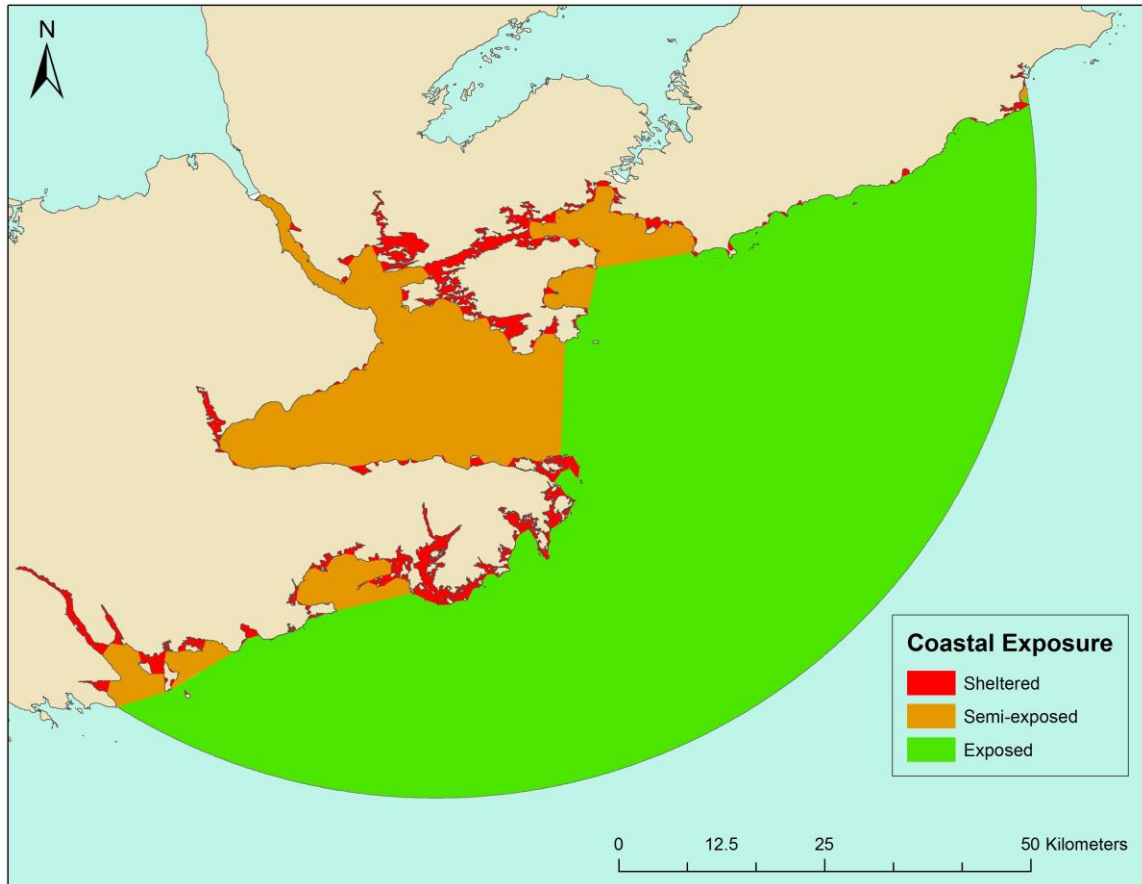 N
Coastal Exposure
Sheltered
Semi-exposed
Exposed
0 12.5 25 50 Kilometers